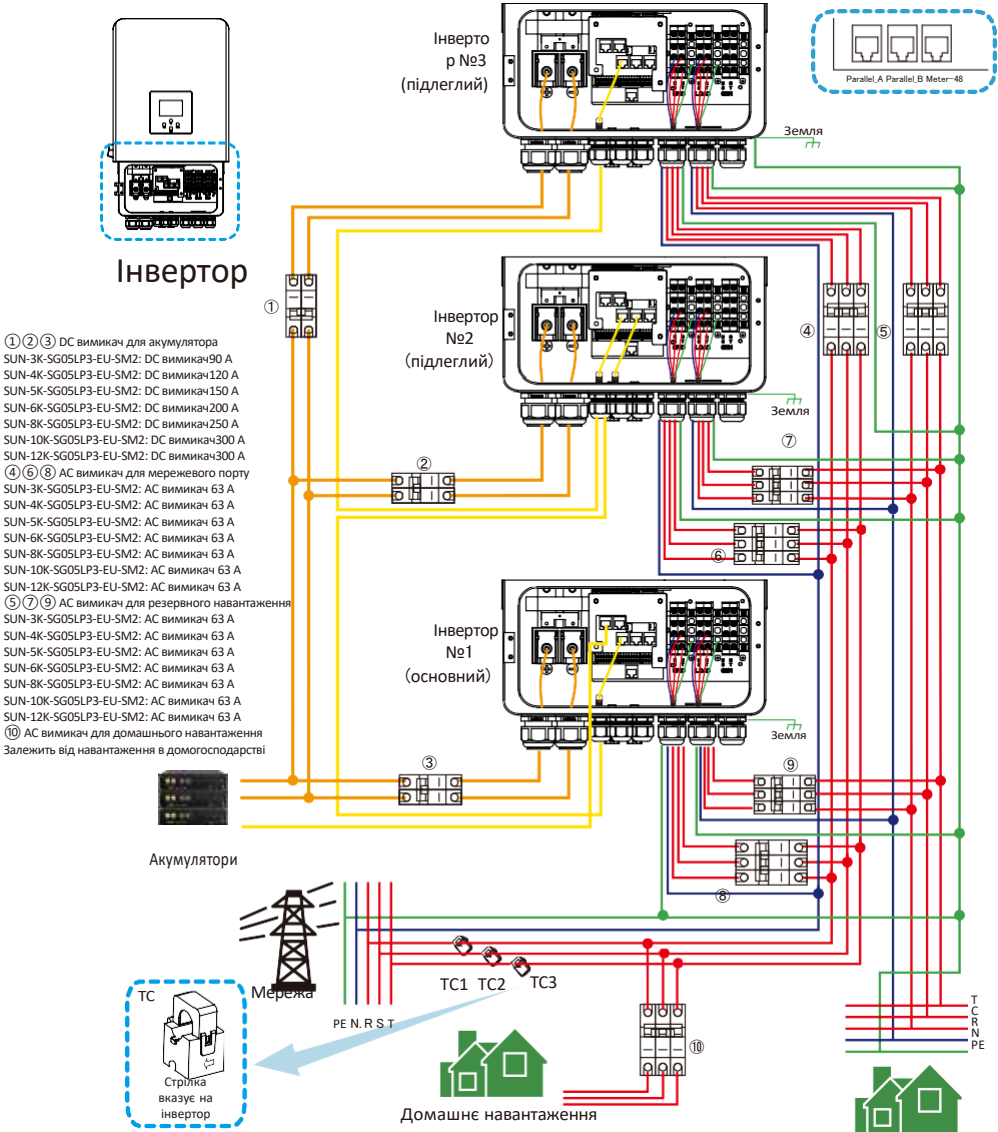 Parallel_A Parallel_B Meter-48
Інверто
р №3
(підлеглий)
Земля
Інвертор
①
Інвертор
№2
(підлеглий)
④
⑤
Земля
①②③ DC вимикач для акумулятора
SUN-3K-SG05LP3-EU-SM2: DC вимикач90 А
SUN-4K-SG05LP3-EU-SM2: DC вимикач120 А
SUN-5K-SG05LP3-EU-SM2: DC вимикач150 А
SUN-6K-SG05LP3-EU-SM2: DC вимикач200 А
SUN-8K-SG05LP3-EU-SM2: DC вимикач250 А
SUN-10K-SG05LP3-EU-SM2: DC вимикач300 А
SUN-12K-SG05LP3-EU-SM2: DC вимикач300 А
④⑥⑧ AC вимикач для мережевого порту
SUN-3K-SG05LP3-EU-SM2: AC вимикач 63 А
SUN-4K-SG05LP3-EU-SM2: AC вимикач 63 А
SUN-5K-SG05LP3-EU-SM2: AC вимикач 63 А
SUN-6K-SG05LP3-EU-SM2: AC вимикач 63 А
SUN-8K-SG05LP3-EU-SM2: AC вимикач 63 А
SUN-10K-SG05LP3-EU-SM2: AC вимикач 63 А
SUN-12K-SG05LP3-EU-SM2: AC вимикач 63 А
⑤⑦⑨ AC вимикач для резервного навантаження
SUN-3K-SG05LP3-EU-SM2: AC вимикач 63 А
SUN-4K-SG05LP3-EU-SM2: AC вимикач 63 А
SUN-5K-SG05LP3-EU-SM2: AC вимикач 63 А
SUN-6K-SG05LP3-EU-SM2: AC вимикач 63 А
SUN-8K-SG05LP3-EU-SM2: AC вимикач 63 А
SUN-10K-SG05LP3-EU-SM2: AC вимикач 63 А
SUN-12K-SG05LP3-EU-SM2: AC вимикач 63 А
⑩ AC вимикач для домашнього навантаження
Залежить від навантаження в домогосподарстві
⑦
②
⑥
Інвертор
№1
(основний)
Земля
③
⑨
⑧
Акумулятори
Мережа
TC1 TC2 TC3
PE N. R S T
TC
Стрілка
вказує на
інвертор
⑩
Домашнє навантаження
T
C
R
N
PE